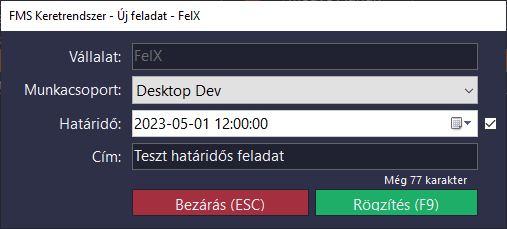 FMS Keretrendszer - Új feladat - FelX
Vállalat: FelX
Munkacsoport: Desktop Dev
Határidő: 2023-05-01 12:00:00
Cím: Teszt határidős feladat
Még 77 karakter
Bezárás (ESC) Rögzítés (F9)